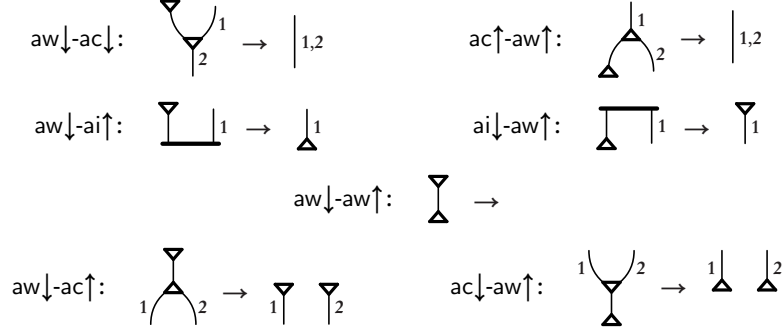 aw↓-ac↓: 1 2 → 1,2 ac↑-aw↑: 1 2 → 1,2
aw↓-ai↑: 1 → 1 ai↓-aw↑: 1 → 1
aw↓-aw↑: →
aw↓-ac↑: 1 2 → 1 2 ac↓-aw↑: 1 2 → 1 2